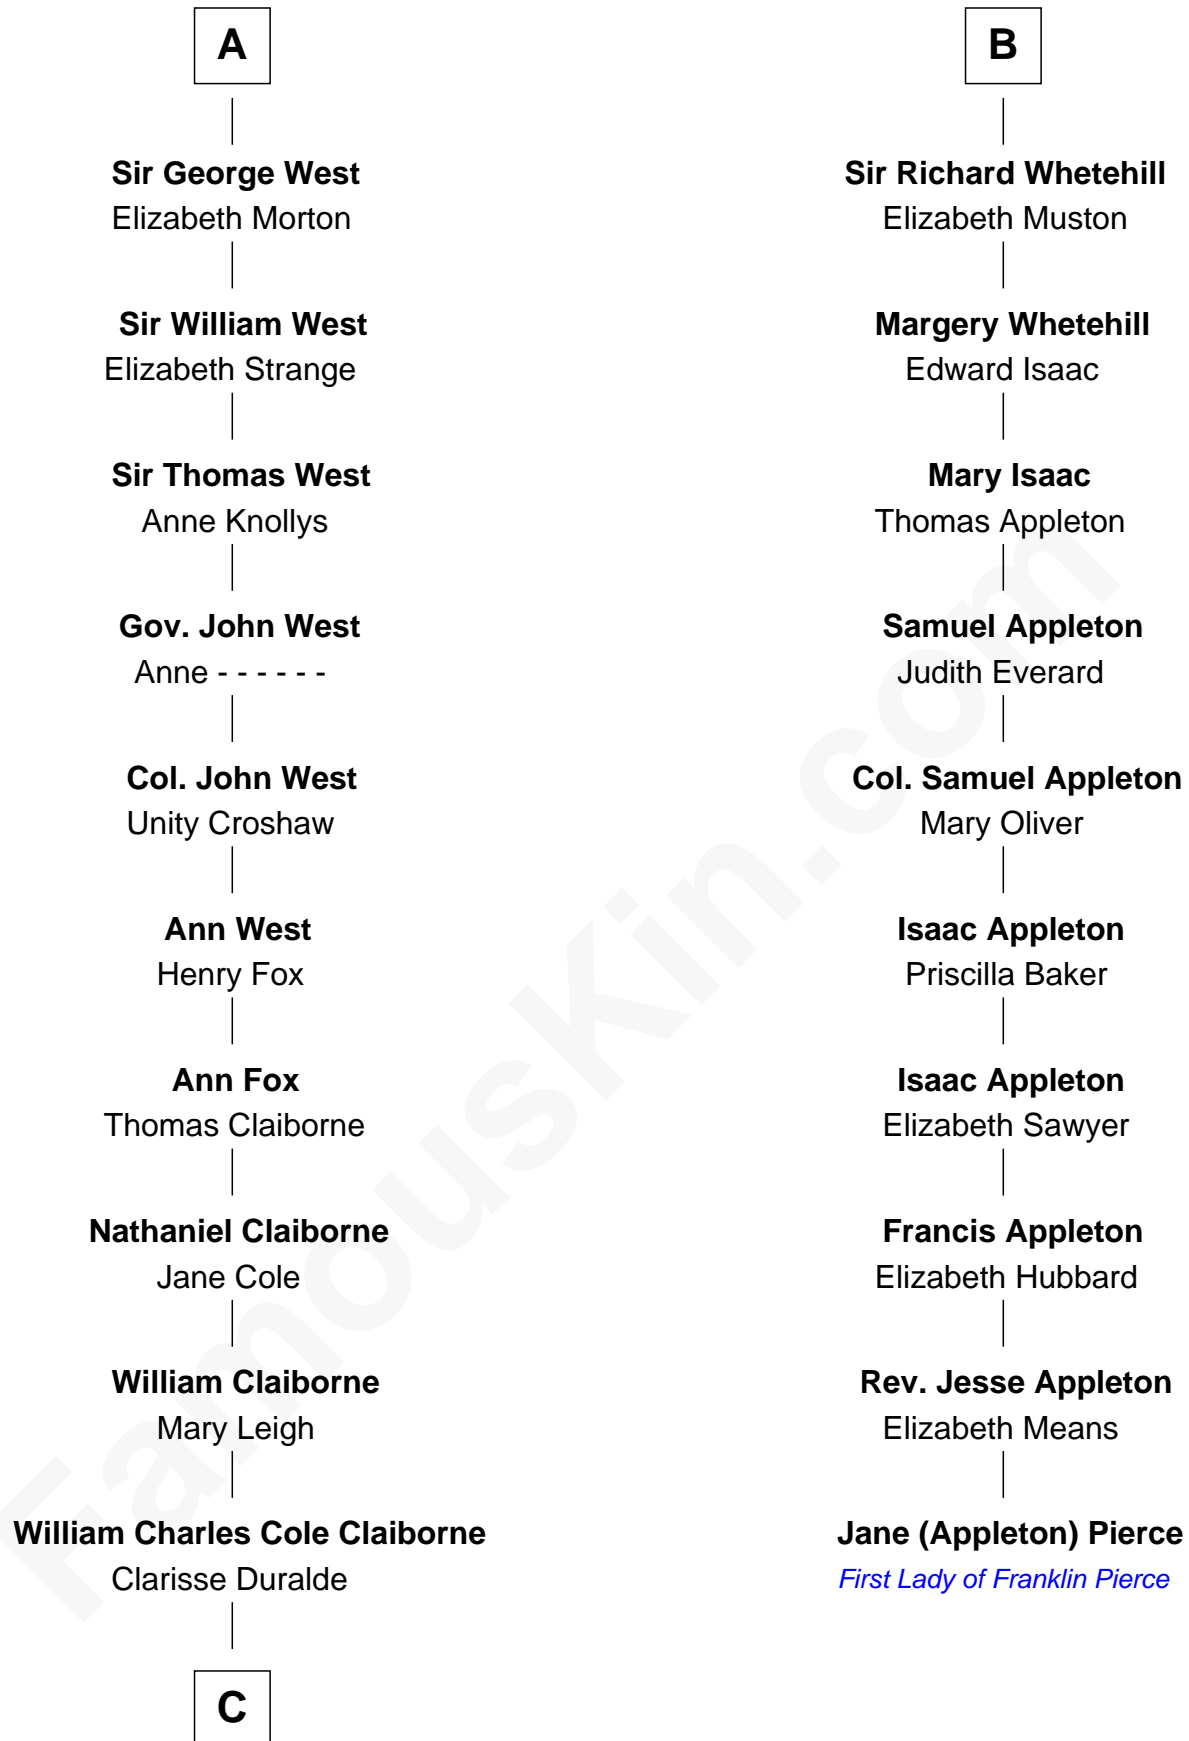 A
Sir George West
Elizabeth Morton
Sir William West
Elizabeth Strange
Sir Thomas West
Anne Knollys
Gov. John West
Anne - - - - - -
Col. John West
Unity Croshaw
Ann West
Henry Fox
Ann Fox
Thomas Claiborne
Nathaniel Claiborne
Jane Cole
William Claiborne
Mary Leigh
William Charles Cole Claiborne
Clarisse Duralde
C
B
Sir Richard Whetehill
Elizabeth Muston
Margery Whetehill
Edward Isaac
Mary Isaac
Thomas Appleton
Samuel Appleton
Judith Everard
Col. Samuel Appleton
Mary Oliver
Isaac Appleton
Priscilla Baker
Isaac Appleton
Elizabeth Sawyer
Francis Appleton
Elizabeth Hubbard
Rev. Jesse Appleton
Elizabeth Means
Jane (Appleton) Pierce
First Lady of Franklin Pierce
FamousKin.com